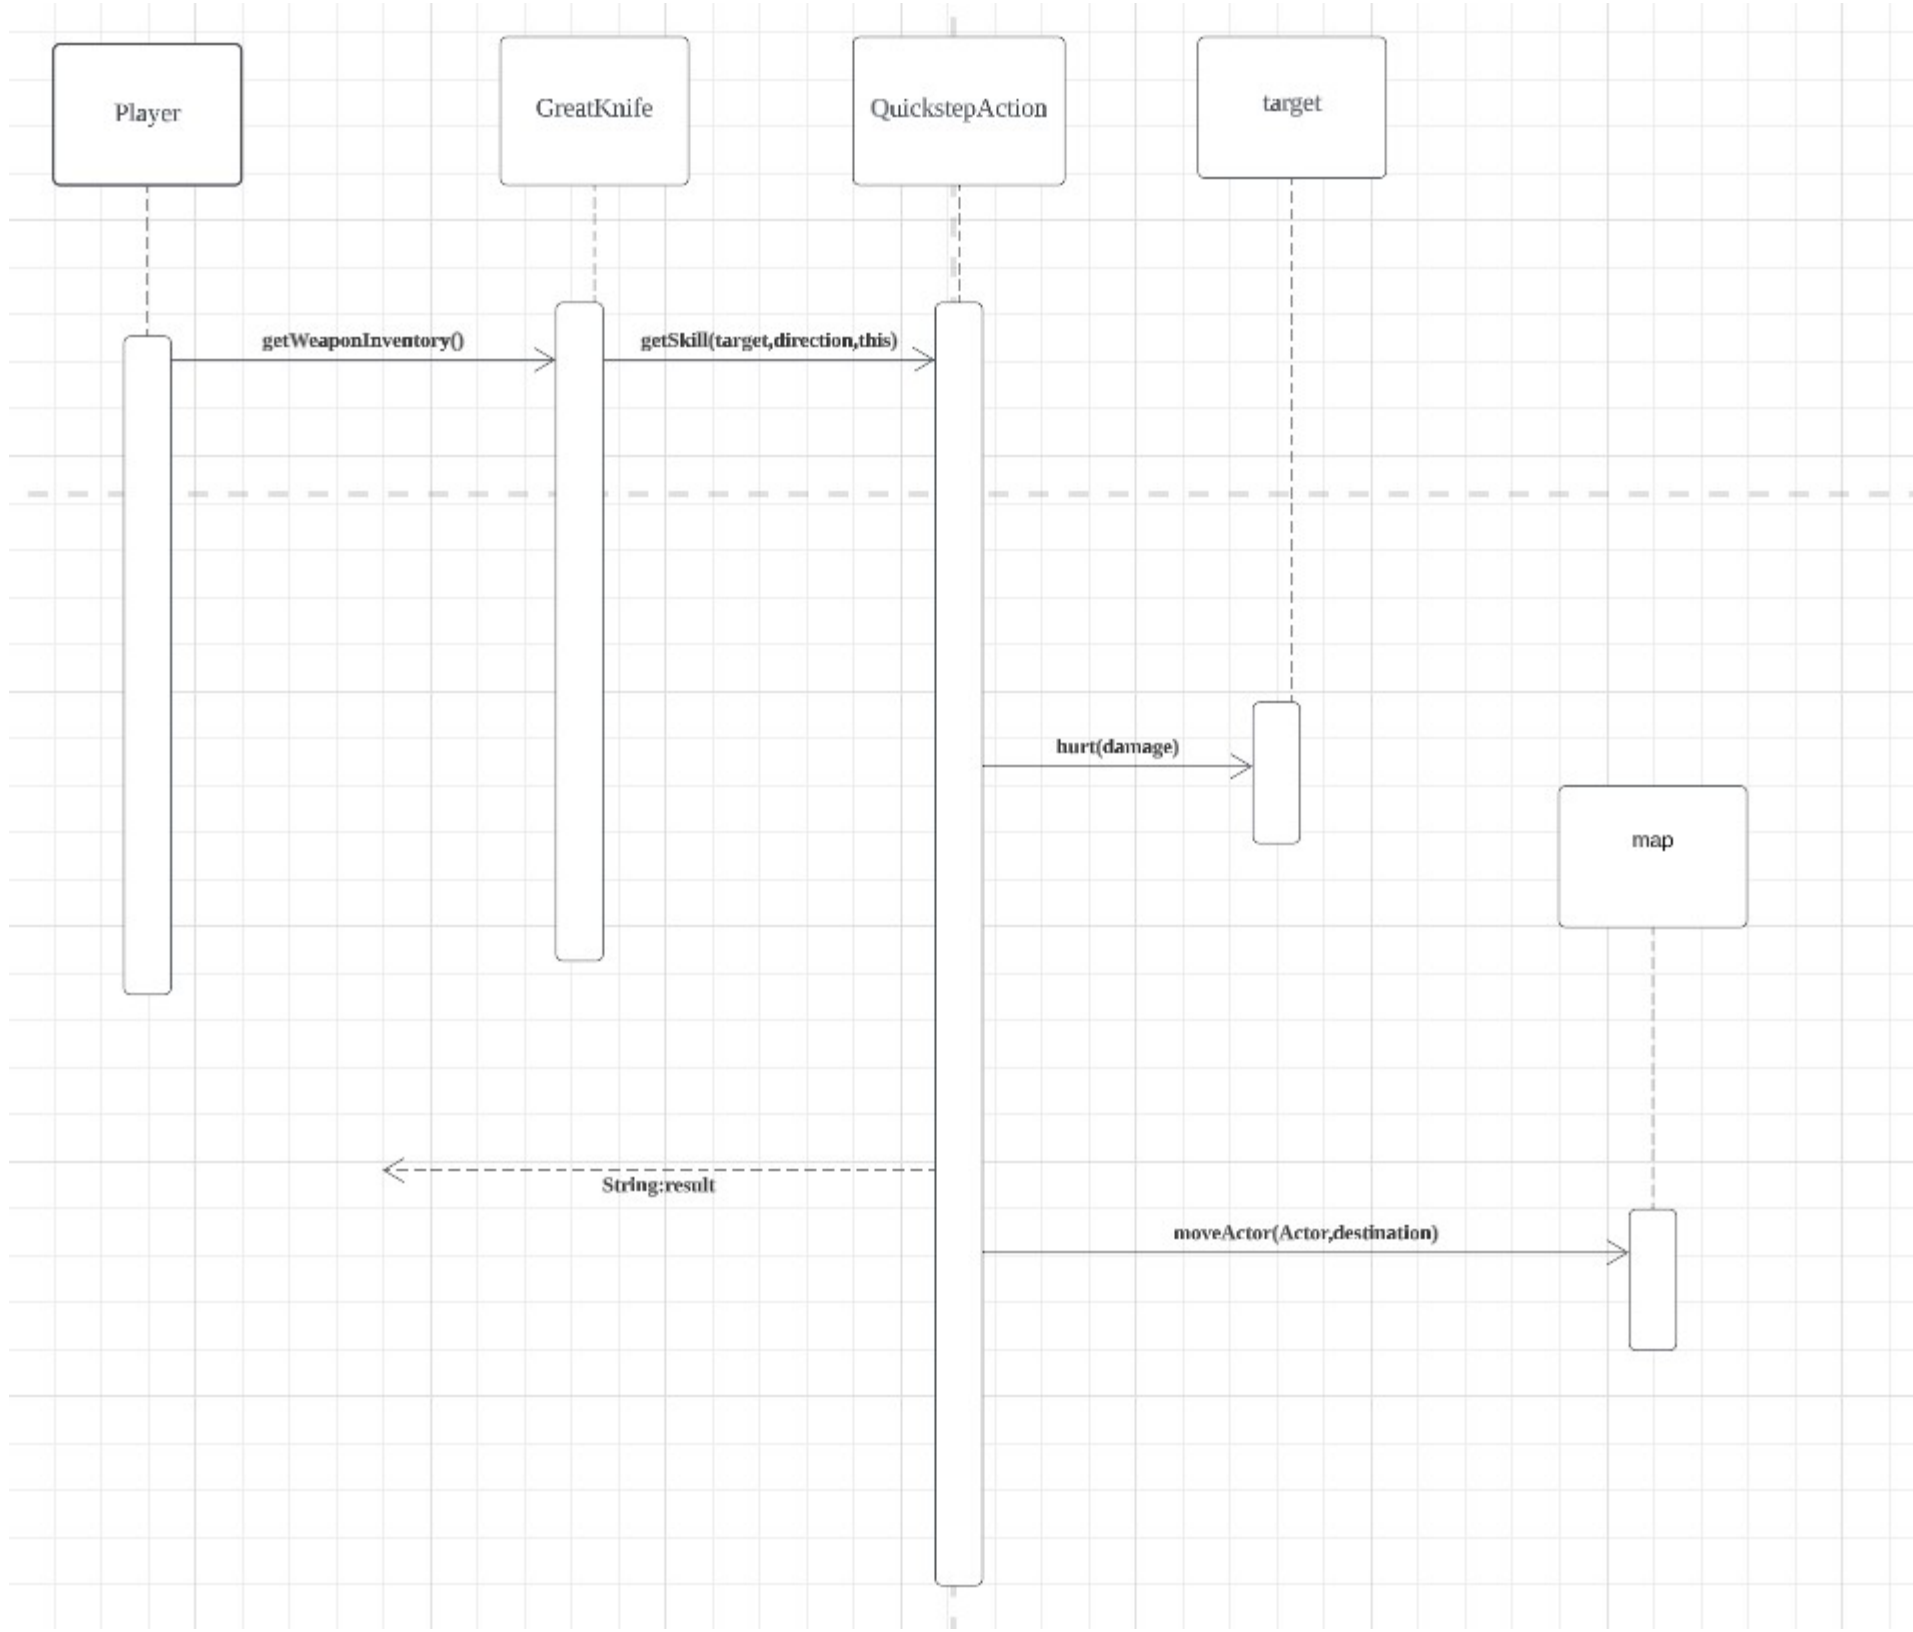 Player
GreatKnife
QuickstepAction
target
getWeaponInventory()
getSkill(target,direction,this)
hurt(damage)
map
String:result
moveActor(Actor,destination)